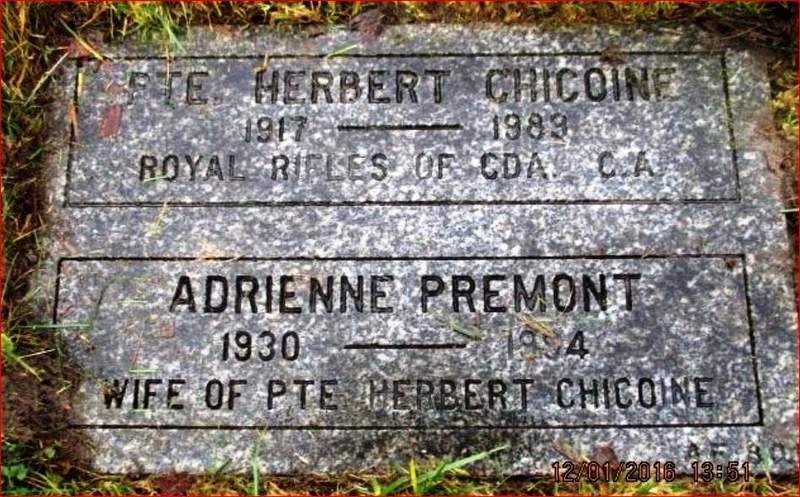 PTE. HERBERT CHICOINE
1917 — 1989
ROYAL RIFLES OF CDA. C.A.
ADRIENNE PREMONT
1930 — 1994
WIFE OF PTE HERBERT CHICOINE
12/01/2016 13:51